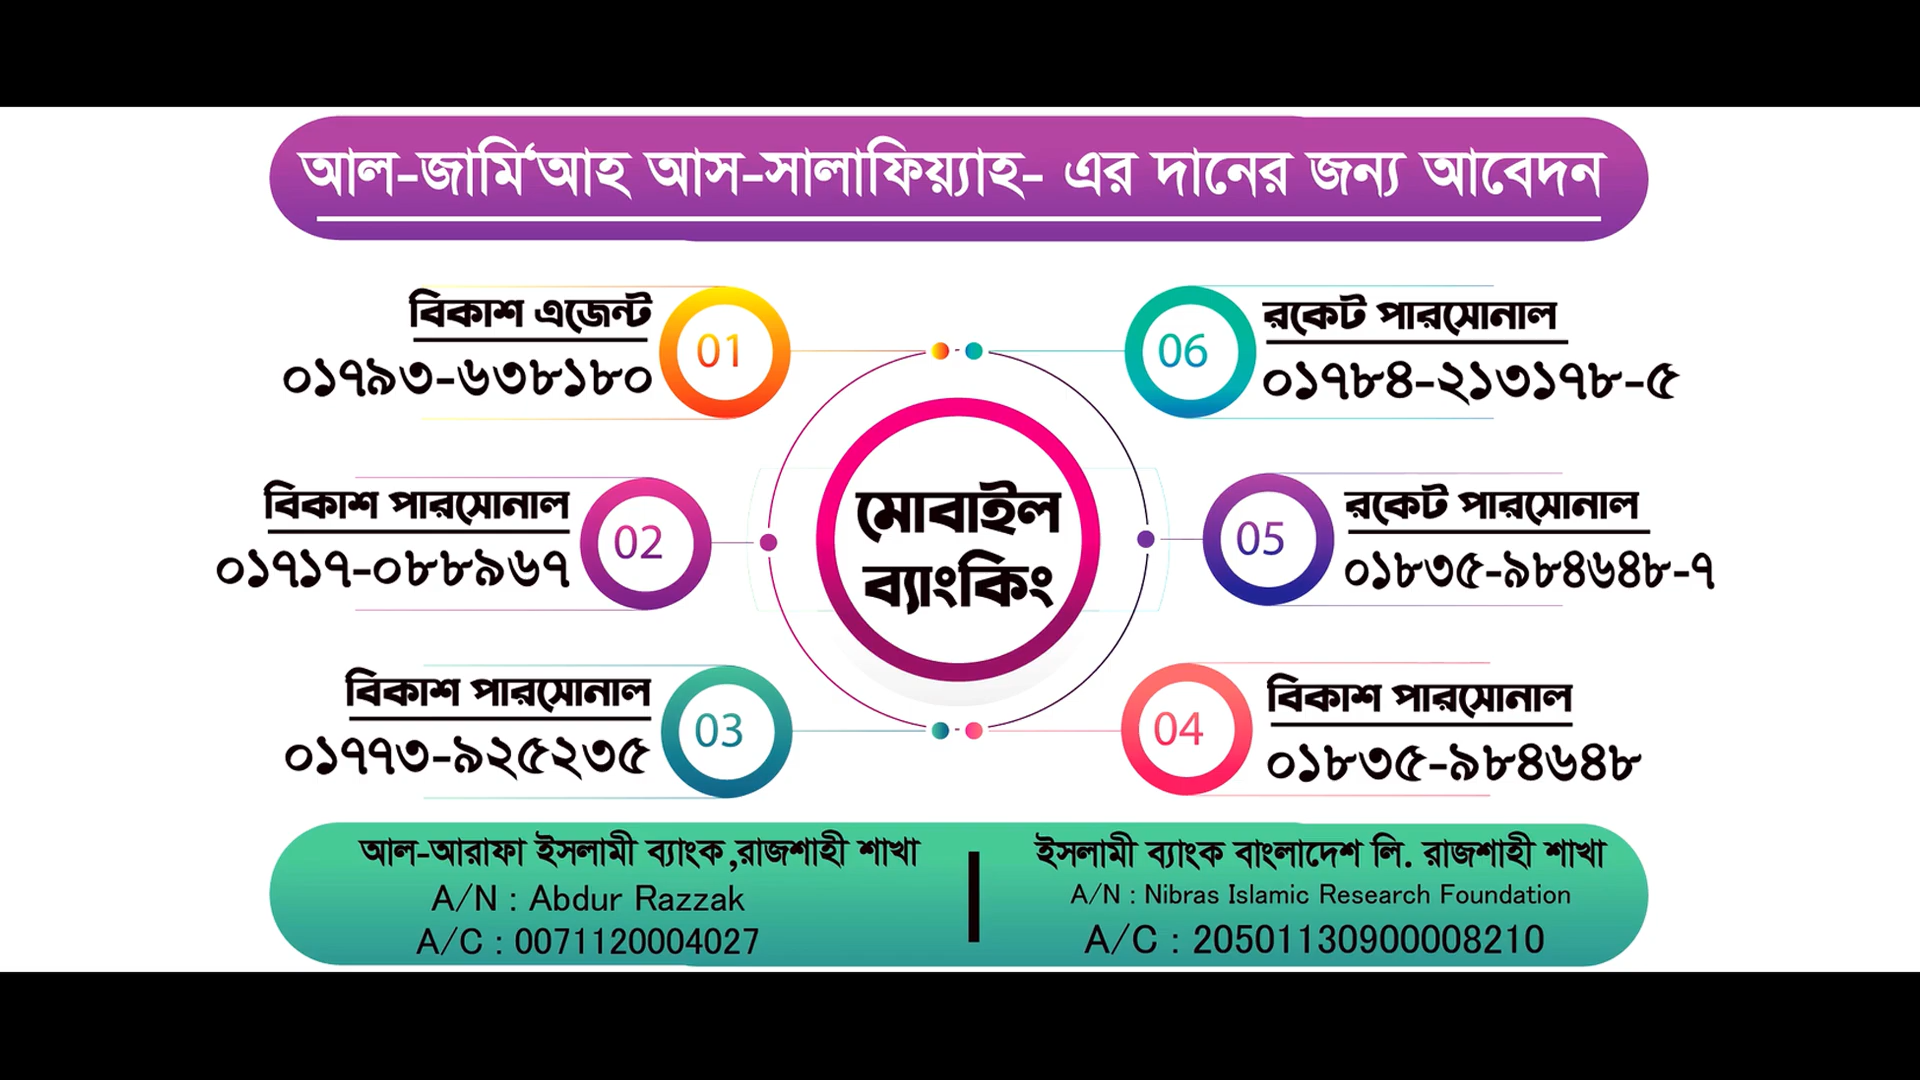 আল-জামি‘আহ আস-সালাফিয়্যাহ- এর দানের জন্য আবেদন
বিকাশ এজেন্ট
01
০১৭৯৩-৬৩৮১৮০
বিকাশ পারসোনাল
02
০১৭১৭-০৮৮৯৬৭
বিকাশ পারসোনাল
03
০১৭৭৩-৯২৫২৩৫
মোবাইল
ব্যাংকিং
06
রকেট পারসোনাল
০১৭৮৪-২১৩১৭৮-৫
05
রকেট পারসোনাল
০১৮৩৫-৯৮৪৬৪৮-৭
04
বিকাশ পারসোনাল
০১৮৩৫-৯৮৪৬৪৮
আল-আরাফা ইসলামী ব্যাংক,রাজশাহী শাখা
A/N : Abdur Razzak
A/C : 0071120004027
ইসলামী ব্যাংক বাংলাদেশ লি. রাজশাহী শাখা
A/N : Nibras Islamic Research Foundation
A/C : 20501130900008210